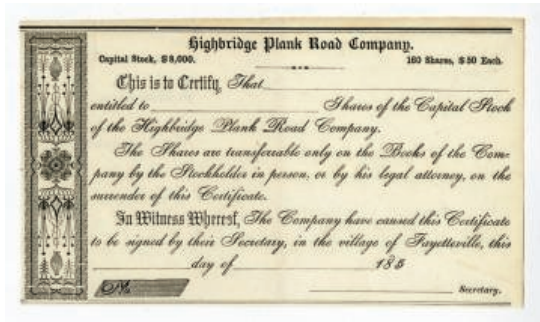 Highbridge Plank Road Company.
Capital Stock, $8,000. 160 Shares, $50 Each.
This is to Certify, That
entitled to Shares of the Capital Stock
of the Highbridge Plank Road Company.
The Shares are transferrable only on the Books of the Com-
pany by the Stockholder in person, or by his legal attorney, on the
surrender of this Certificate.
In Witness Whereof, The Company have caused this Certificate
to be signed by their Secretary, in the village of Fayetteville, this
day of 185
No.
Secretary.